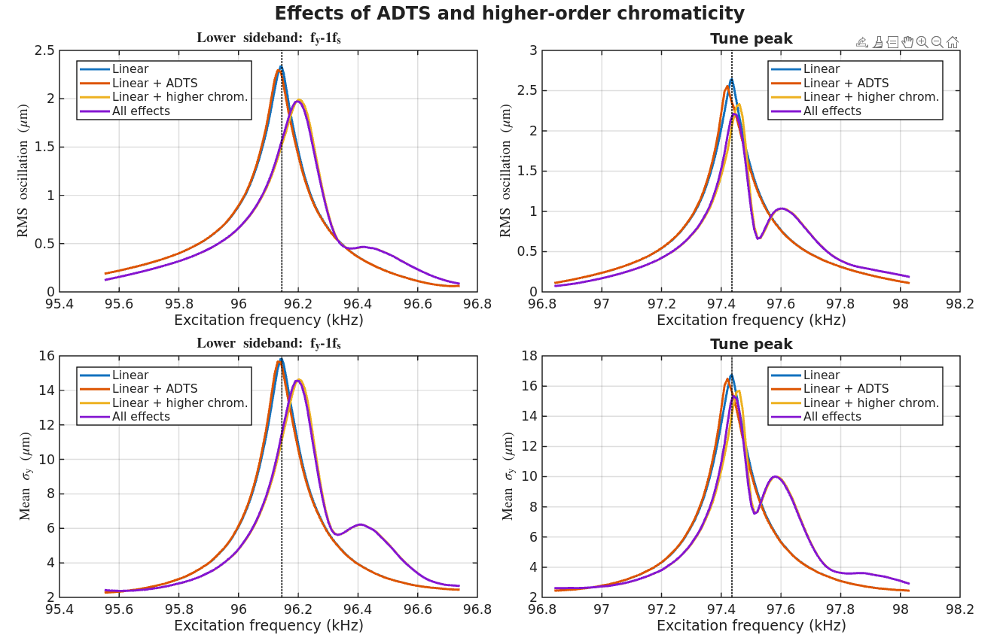 Effects of ADTS and higher-order chromaticity
Lower sideband: fy-1fs
2.5
2
1.5
1
0.5
0
RMS oscillation (μm)
Linear
Linear + ADTS
Linear + higher chrom.
All effects
95.4 95.6 95.8 96 96.2 96.4 96.6 96.8
Excitation frequency (kHz)
Tune peak
3
2.5
2
1.5
1
0.5
0
RMS oscillation (μm)
Linear
Linear + ADTS
Linear + higher chrom.
All effects
96.8 97 97.2 97.4 97.6 97.8 98 98.2
Excitation frequency (kHz)
Lower sideband: fy-1fs
16
14
12
10
8
6
4
2
Mean σy (μm)
Linear
Linear + ADTS
Linear + higher chrom.
All effects
95.4 95.6 95.8 96 96.2 96.4 96.6 96.8
Excitation frequency (kHz)
Tune peak
18
16
14
12
10
8
6
4
2
Mean σy (μm)
Linear
Linear + ADTS
Linear + higher chrom.
All effects
96.8 97 97.2 97.4 97.6 97.8 98 98.2
Excitation frequency (kHz)